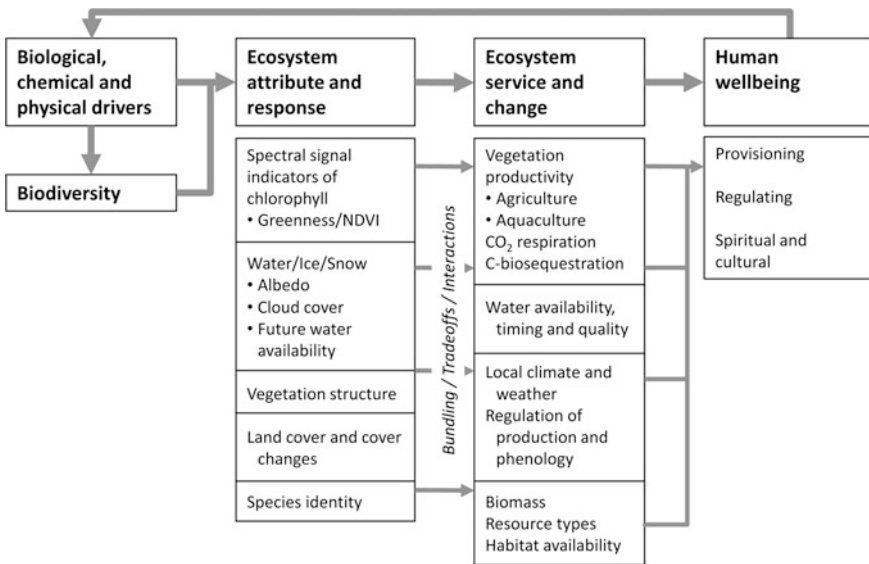 Biological,
chemical and
physical drivers
Biodiversity
Ecosystem
attribute and
response
Spectral signal
indicators of
chlorophyll
• Greenness/NDVI
Water/Ice/Snow
• Albedo
• Cloud cover
• Future water
availability
Vegetation structure
Land cover and cover
changes
Species identity
Bundling / Tradeoffs / Interactions
Ecosystem
service and
change
Vegetation
productivity
• Agriculture
• Aquaculture
CO₂ respiration
C-biosequestration
Water availability,
timing and quality
Local climate and
weather
Regulation of
production and
phenology
Biomass
Resource types
Habitat availability
Human
wellbeing
Provisioning
Regulating
Spiritual and
cultural